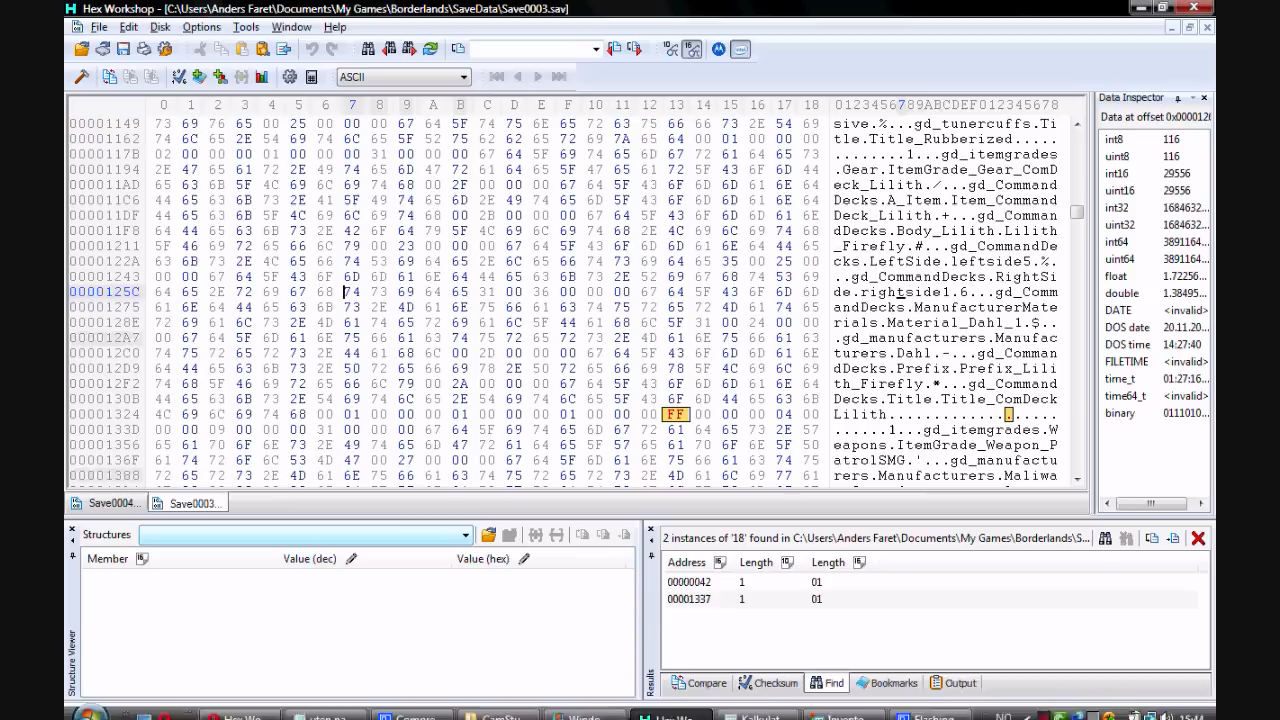 Hex Workshop - [C:\Users\Anders Faret\Documents\My Games\Borderlands\SaveData\Save0003.sav]
File Edit Disk Options Tools Window Help
ASCII
0 1 2 3 4 5 6 7 8 9 A B C D E F 10 11 12 13 14 15 16 17 18 0123456789ABCDEF012345678
00001149 73 69 76 65 00 25 00 00 00 67 64 5F 74 75 6E 65 72 63 75 66 66 73 2E 54 69 sive.%...gd_tunercuffs.Ti
00001162 74 6C 65 2E 54 69 74 6C 65 5F 52 75 62 62 65 72 69 7A 65 64 00 01 00 00 00 tle.Title_Rubberized.....
0000117B 02 00 00 00 01 00 00 00 31 00 00 00 67 64 5F 69 74 65 6D 67 72 61 64 65 73 ........1...gd_itemgrades
00001194 2E 47 65 61 72 2E 49 74 65 6D 47 72 61 64 65 5F 47 65 61 72 5F 43 6F 6D 44 .Gear.ItemGrade_Gear_ComD
000011AD 65 63 6B 5F 4C 69 6C 69 74 68 00 2F 00 00 00 67 64 5F 43 6F 6D 6D 61 6E 64 eck_Lilith./...gd_Command
000011C6 44 65 63 6B 73 2E 41 5F 49 74 65 6D 2E 49 74 65 6D 5F 43 6F 6D 6D 61 6E 64 Decks.A_Item.Item_Command
000011DF 44 65 63 6B 5F 4C 69 6C 69 74 68 00 2B 00 00 00 67 64 5F 43 6F 6D 6D 61 6E Deck_Lilith.+...gd_Comman
000011F8 64 44 65 63 6B 73 2E 42 6F 64 79 5F 4C 69 6C 69 74 68 2E 4C 69 6C 69 74 68 dDecks.Body_Lilith.Lilith
00001211 5F 46 69 72 65 66 6C 79 00 23 00 00 00 67 64 5F 43 6F 6D 6D 61 6E 64 44 65 _Firefly.#...gd_CommandDe
0000122A 63 6B 73 2E 4C 65 66 74 53 69 64 65 2E 6C 65 66 74 73 69 64 65 35 00 25 00 cks.LeftSide.leftside5.%.
00001243 00 00 67 64 5F 43 6F 6D 6D 61 6E 64 44 65 63 6B 73 2E 52 69 67 68 74 53 69 ..gd_CommandDecks.RightSi
0000125C 64 65 2E 72 69 67 68 74 73 69 64 65 31 00 36 00 00 00 67 64 5F 43 6F 6D 6D de.rightside1.6...gd_Comm
00001275 61 6E 64 44 65 63 6B 73 2E 4D 61 6E 75 66 61 63 74 75 72 65 72 4D 61 74 65 andDecks.ManufacturerMate
0000128E 72 69 61 6C 73 2E 4D 61 74 65 72 69 61 6C 5F 44 61 68 6C 5F 31 00 24 00 00 rials.Material_Dahl_1.$..
000012A7 00 67 64 5F 6D 61 6E 75 66 61 63 74 75 72 65 72 73 2E 4D 61 6E 75 66 61 63 .gd_manufacturers.Manufac
000012C0 74 75 72 65 72 73 2E 44 61 68 6C 00 2D 00 00 00 67 64 5F 43 6F 6D 6D 61 6E turers.Dahl.-...gd_Comman
000012D9 64 44 65 63 6B 73 2E 50 72 65 66 69 78 2E 50 72 65 66 69 78 5F 4C 69 6C 69 dDecks.Prefix.Prefix_Lili
000012F2 74 68 5F 46 69 72 65 66 6C 79 00 2A 00 00 00 67 64 5F 43 6F 6D 6D 61 6E 64 th_Firefly.*...gd_Command
0000130B 44 65 63 6B 73 2E 54 69 74 6C 65 2E 54 69 74 6C 65 5F 43 6F 6D 44 65 63 6B Decks.Title.Title_ComDeck
00001324 4C 69 6C 69 74 68 00 01 00 00 00 01 00 00 00 01 00 00 00 FF 00 00 00 04 00 Lilith...................
0000133D 00 00 00 00 00 00 31 00 00 00 67 64 5F 69 74 65 6D 67 72 61 64 65 73 2E 57 ......1...gd_itemgrades.W
00001356 65 61 70 6F 6E 73 2E 49 74 65 6D 47 72 61 64 65 5F 57 65 61 70 6F 6E 5F 50 eapons.ItemGrade_Weapon_P
0000136F 61 74 72 6F 6C 53 4D 47 00 27 00 00 00 67 64 5F 6D 61 6E 75 66 61 63 74 75 atrolSMG.'...gd_manufactu
00001388 72 65 72 73 2E 4D 61 6E 75 66 61 63 74 75 72 65 72 73 2E 4D 61 6C 69 77 61 rers.Manufacturers.Maliwa
Data Inspector
Data at offset 0x0000126
int8 116
uint8 116
int16 29556
uint16 29556
int32 1684632...
uint32 1684632...
int64 3891164...
uint64 3891164...
float 1.72256...
double 1.38495...
DATE <invalid>
DOS date 20.11.20...
DOS time 14:27:40
FILETIME <invalid>
time_t 01:27:16...
time64_t <invalid>
binary 0111010...
Save0004... Save0003...
Structures
Member Value (dec) Value (hex)
Structure Viewer
2 instances of '18' found in C:\Users\Anders Faret\Documents\My Games\Borderlands\S...
Address Length Length
00000042 1 01
00001337 1 01
Results
Compare Checksum Find Bookmarks Output
Hex Wo... Compre... CamStu... Windo... Hex Wo... Kalkulat... Invento... Flashing... NO 15:44